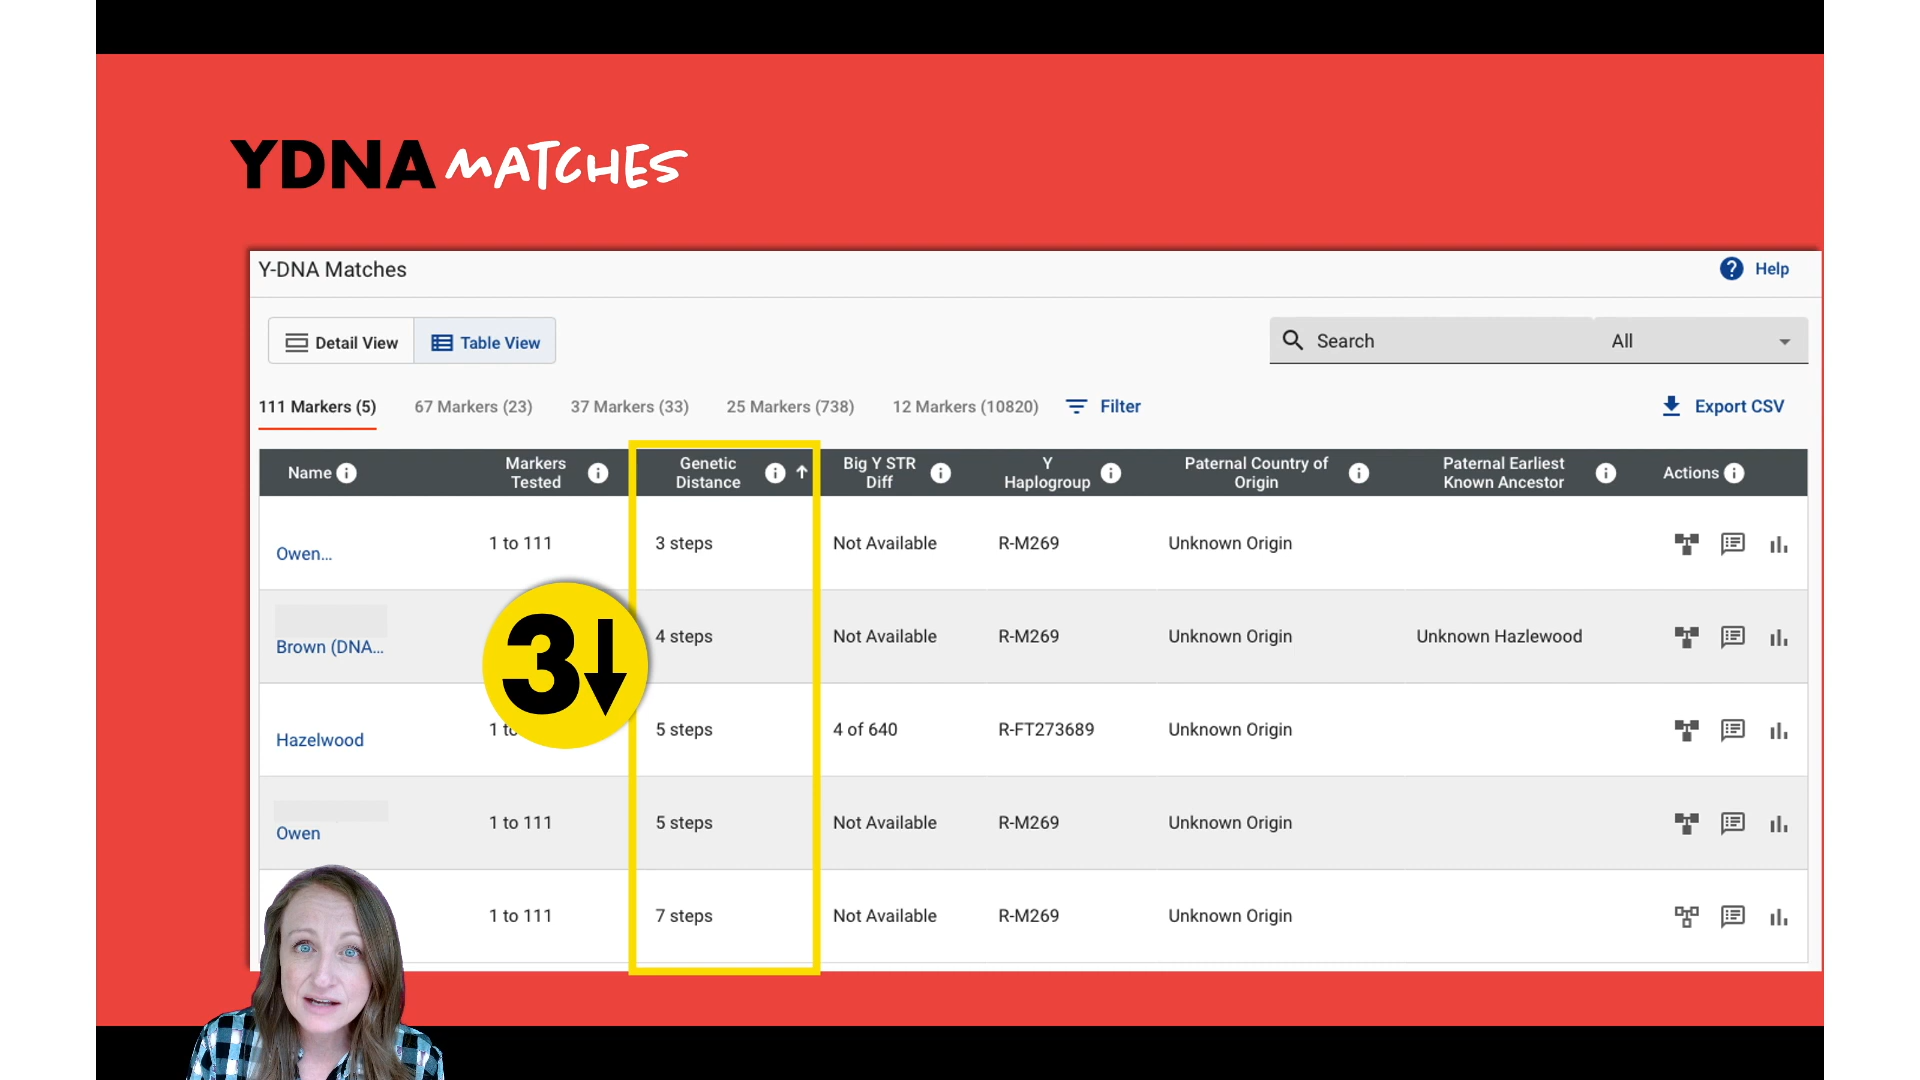 YDNA MATCHES
Y-DNA Matches
Help
Detail View
Table View
Search
All
111 Markers (5)
67 Markers (23)
37 Markers (33)
25 Markers (738)
12 Markers (10820)
Filter
Export CSV
Name
Markers Tested
Genetic Distance
Big Y STR Diff
Y Haplogroup
Paternal Country of Origin
Paternal Earliest Known Ancestor
Actions
Owen...
1 to 111
3 steps
Not Available
R-M269
Unknown Origin
Brown (DNA...
4 steps
Not Available
R-M269
Unknown Origin
Unknown Hazlewood
3
Hazelwood
5 steps
4 of 640
R-FT273689
Unknown Origin
Owen
1 to 111
5 steps
Not Available
R-M269
Unknown Origin
1 to 111
7 steps
Not Available
R-M269
Unknown Origin